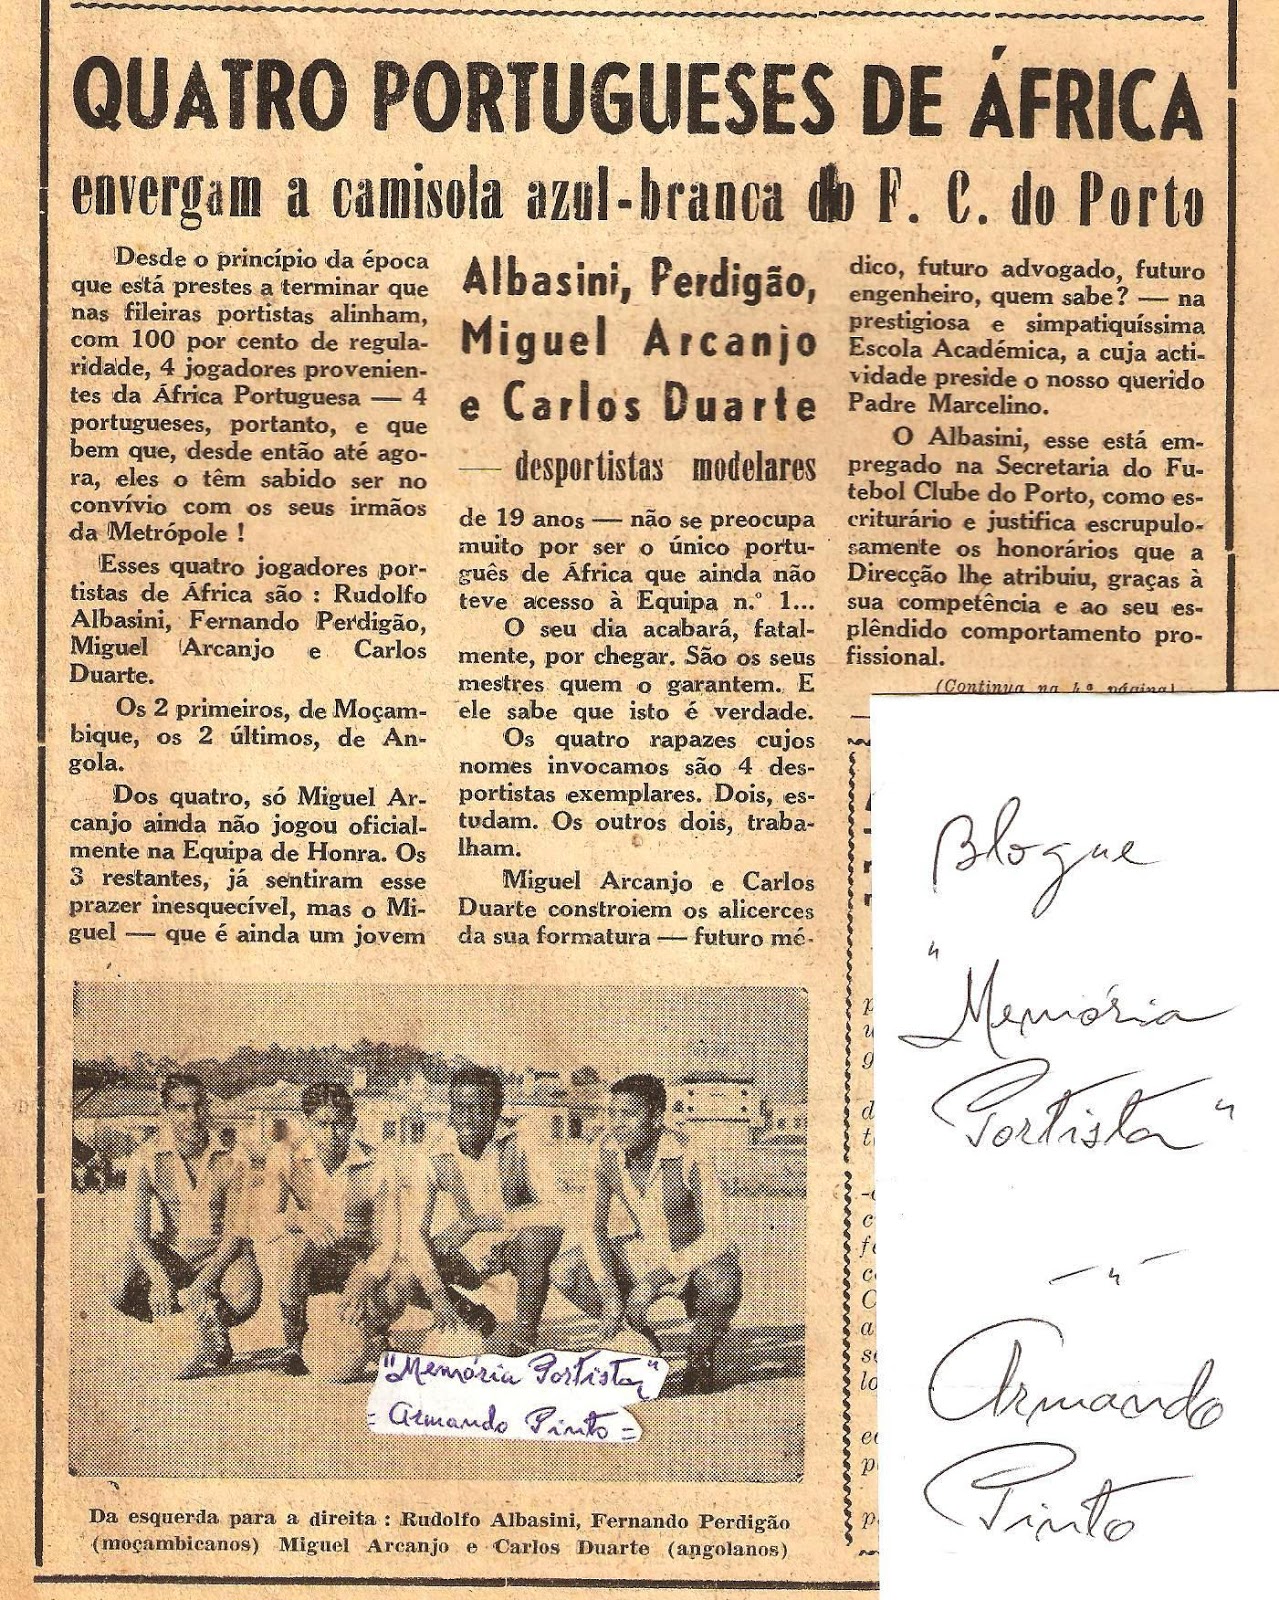 QUATRO PORTUGUESES DE ÁFRICA
envergam a camisola azul-branca do F. C. do Porto
Desde o princípio da época
que está prestes a terminar que
nas fileiras portistas alinham,
com 100 por cento de regula-
ridade, 4 jogadores provenien-
tes da África Portuguesa — 4
portugueses, portanto, e que
bem que, desde então até ago-
ra, eles o têm sabido ser no
convívio com os seus irmãos
da Metrópole !
Esses quatro jogadores por-
tistas de África são : Rudolfo
Albasini, Fernando Perdigão,
Miguel Arcanjo e Carlos
Duarte.
Os 2 primeiros, de Moçam-
bique, os 2 últimos, de An-
gola.
Dos quatro, só Miguel Ar-
canjo ainda não jogou oficial-
mente na Equipa de Honra. Os
3 restantes, já sentiram esse
prazer inesquecível, mas o Mi-
guel — que é ainda um jovem
Albasini, Perdigão,
Miguel Arcanjo
e Carlos Duarte
— desportistas modelares
de 19 anos — não se preocupa
muito por ser o único portu-
guês de África que ainda não
teve acesso à Equipa n.º 1...
O seu dia acabará, fatal-
mente, por chegar. São os seus
mestres quem o garantem. E
ele sabe que isto é verdade.
Os quatro rapazes cujos
nomes invocamos são 4 des-
portistas exemplares. Dois, es-
tudam. Os outros dois, traba-
lham.
Miguel Arcanjo e Carlos
Duarte constroiem os alicerces
da sua formatura — futuro mé-
dico, futuro advogado, futuro
engenheiro, quem sabe? — na
prestigiosa e simpatiquíssima
Escola Académica, a cuja acti-
vidade preside o nosso querido
Padre Marcelino.
O Albasini, esse está em-
pregado na Secretaria do Fu-
tebol Clube do Porto, como es-
criturário e justifica escrupulo-
samente os honorários que a
Direcção lhe atribuiu, graças à
sua competência e ao seu es-
plêndido comportamento pro-
fissional.
(Continua na 4ª página)
Blogue
"Memória
Portista"
— " —
Armando
Pinto
"Memória Portista"
= Armando Pinto =
Da esquerda para a direita : Rudolfo Albasini, Fernando Perdigão
(moçambicanos) Miguel Arcanjo e Carlos Duarte (angolanos)